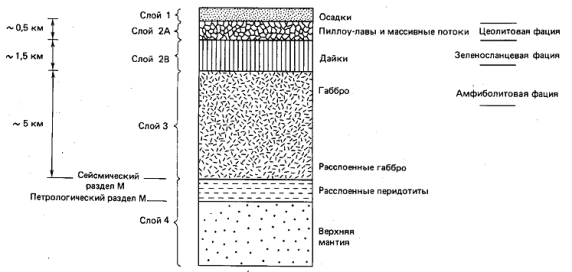 Слой 1
Осадки
~ 0,5 км
Слой 2А
Пиллоу-лавы и массивные потоки
Цеолитовая фация
~ 1,5 км
Слой 2В
Дайки
Зеленосланцевая фация
Габбро
Амфиболитовая фация
~ 5 км
Слой 3
Расслоенные габбро
Сейсмический
раздел М
Петрологический раздел М
Расслоенные перидотиты
Слой 4
Верхняя
мантия